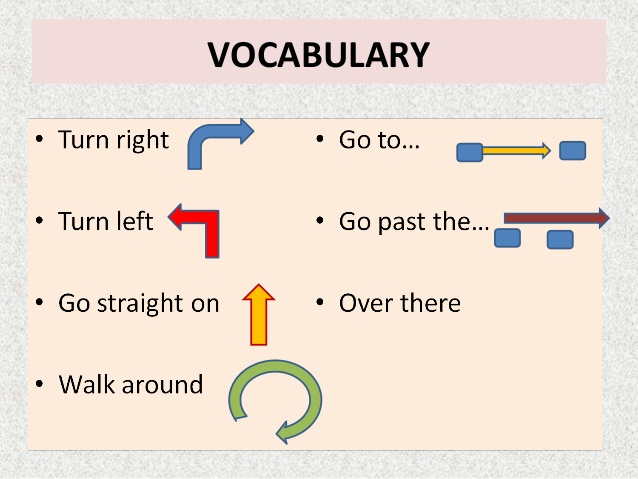 VOCABULARY
• Turn right
• Turn left
• Go straight on
• Walk around
• Go to…
• Go past the…
• Over there